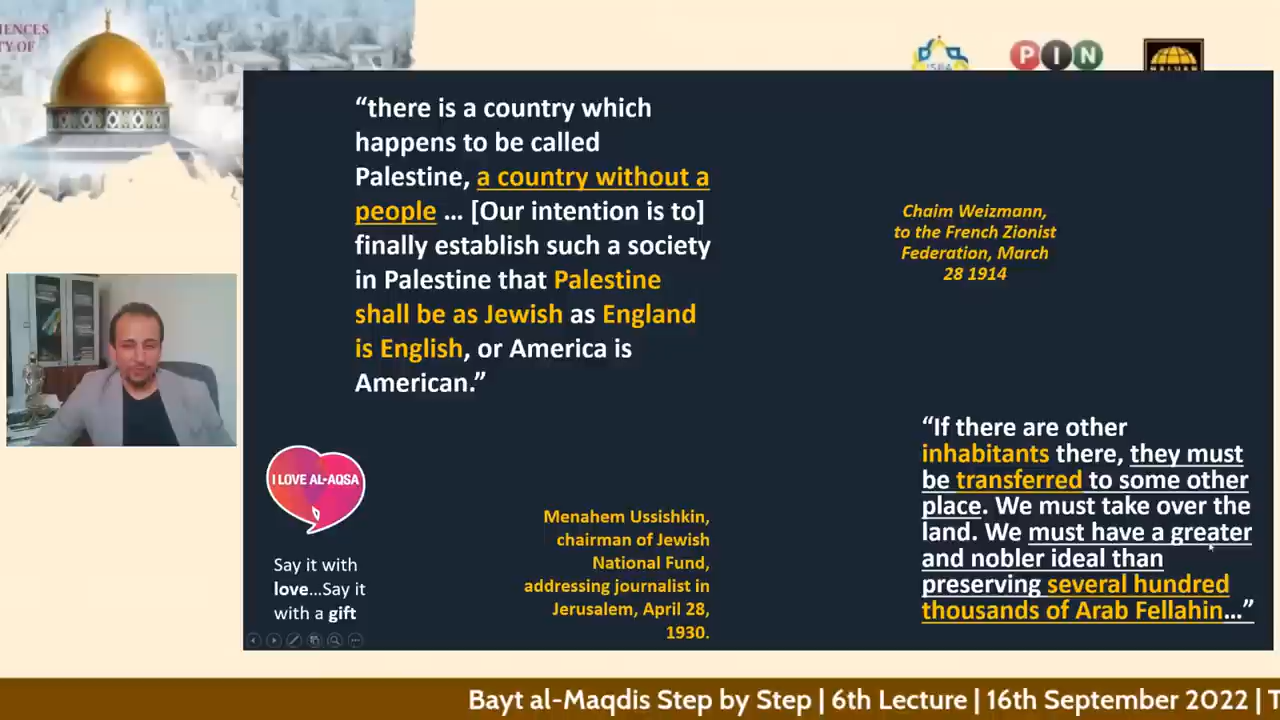 IENCES
TY OF
PIN
“there is a country which
happens to be called
Palestine, a country without a
people ... [Our intention is to]
finally establish such a society
in Palestine that Palestine
shall be as Jewish as England
is English, or America is
American.”
Chaim Weizmann,
to the French Zionist
Federation, March
28 1914
I LOVE AL-AQSA
Say it with
love...Say it
with a gift
Menahem Ussishkin,
chairman of Jewish
National Fund,
addressing journalist in
Jerusalem, April 28,
1930.
“If there are other
inhabitants there, they must
be transferred to some other
place. We must take over the
land. We must have a greater
and nobler ideal than
preserving several hundred
thousands of Arab Fellahin...”
Bayt al-Maqdis Step by Step | 6th Lecture | 16th September 2022 | T